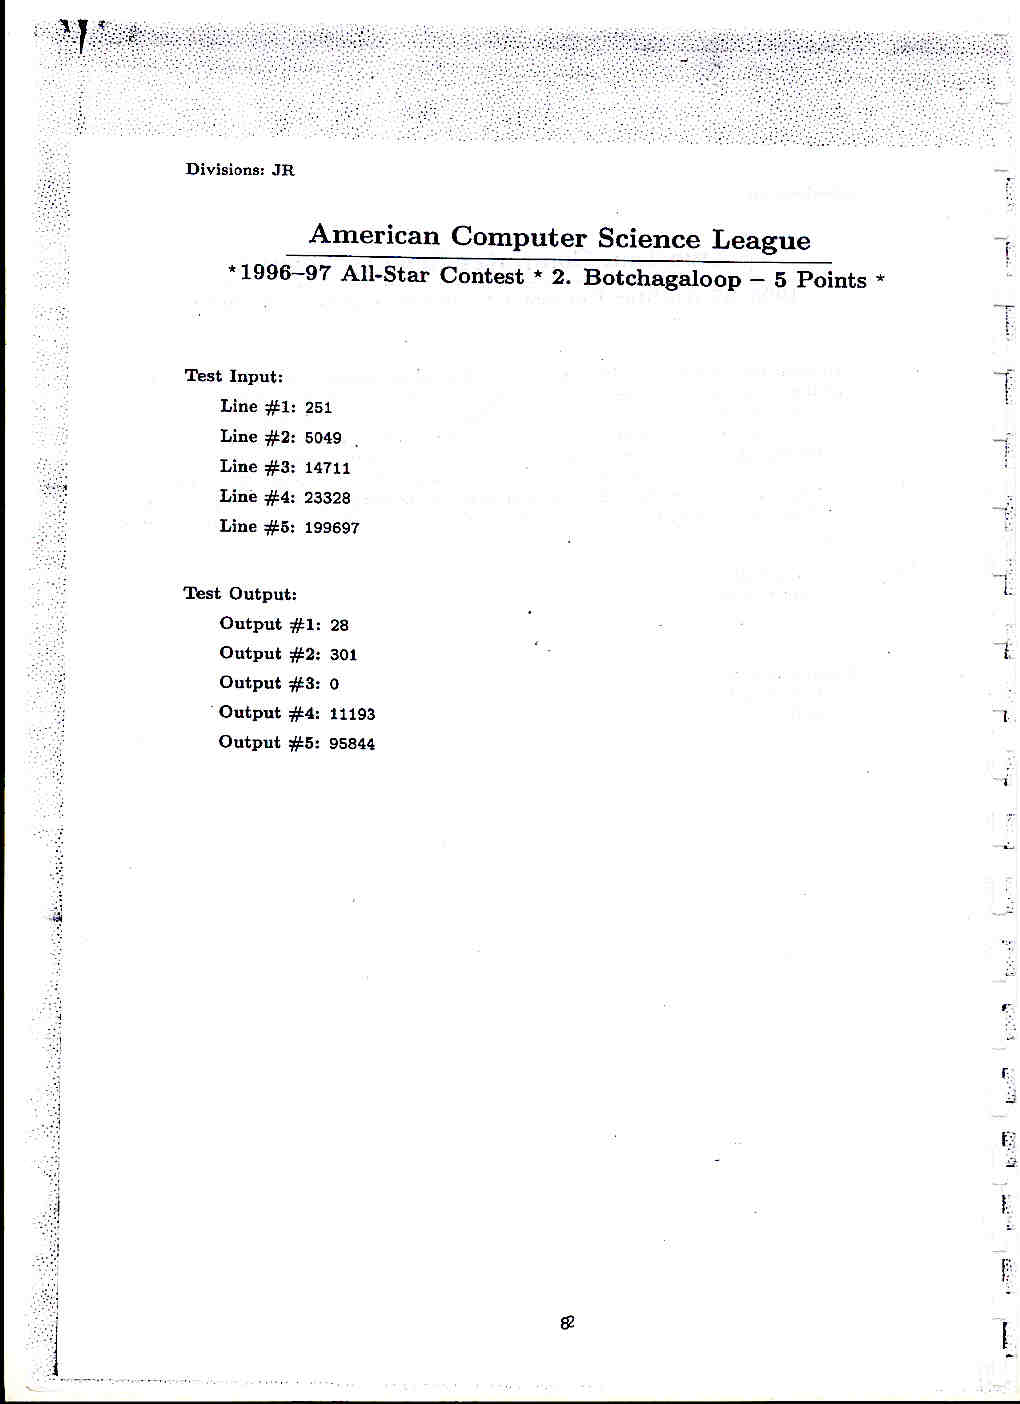 Divisions: JR
American Computer Science League
*1996–97 All-Star Contest * 2. Botchagaloop – 5 Points *
Test Input:
Line #1: 251
Line #2: 5049
Line #3: 14711
Line #4: 23328
Line #5: 199697
Test Output:
Output #1: 28
Output #2: 301
Output #3: 0
Output #4: 11193
Output #5: 95844
82